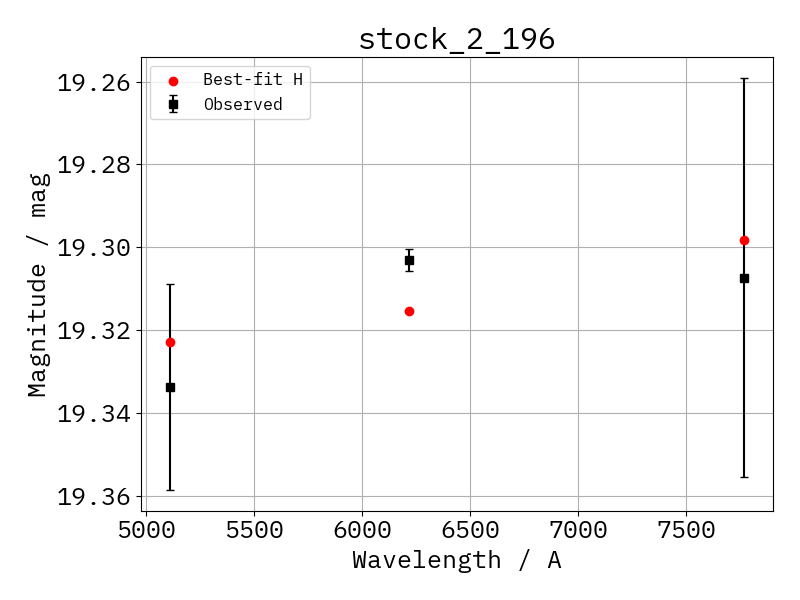 stock_2_196
Best-fit H
Observed
19.26
19.28
19.30
19.32
19.34
19.36
Magnitude / mag
5000 5500 6000 6500 7000 7500
Wavelength / A